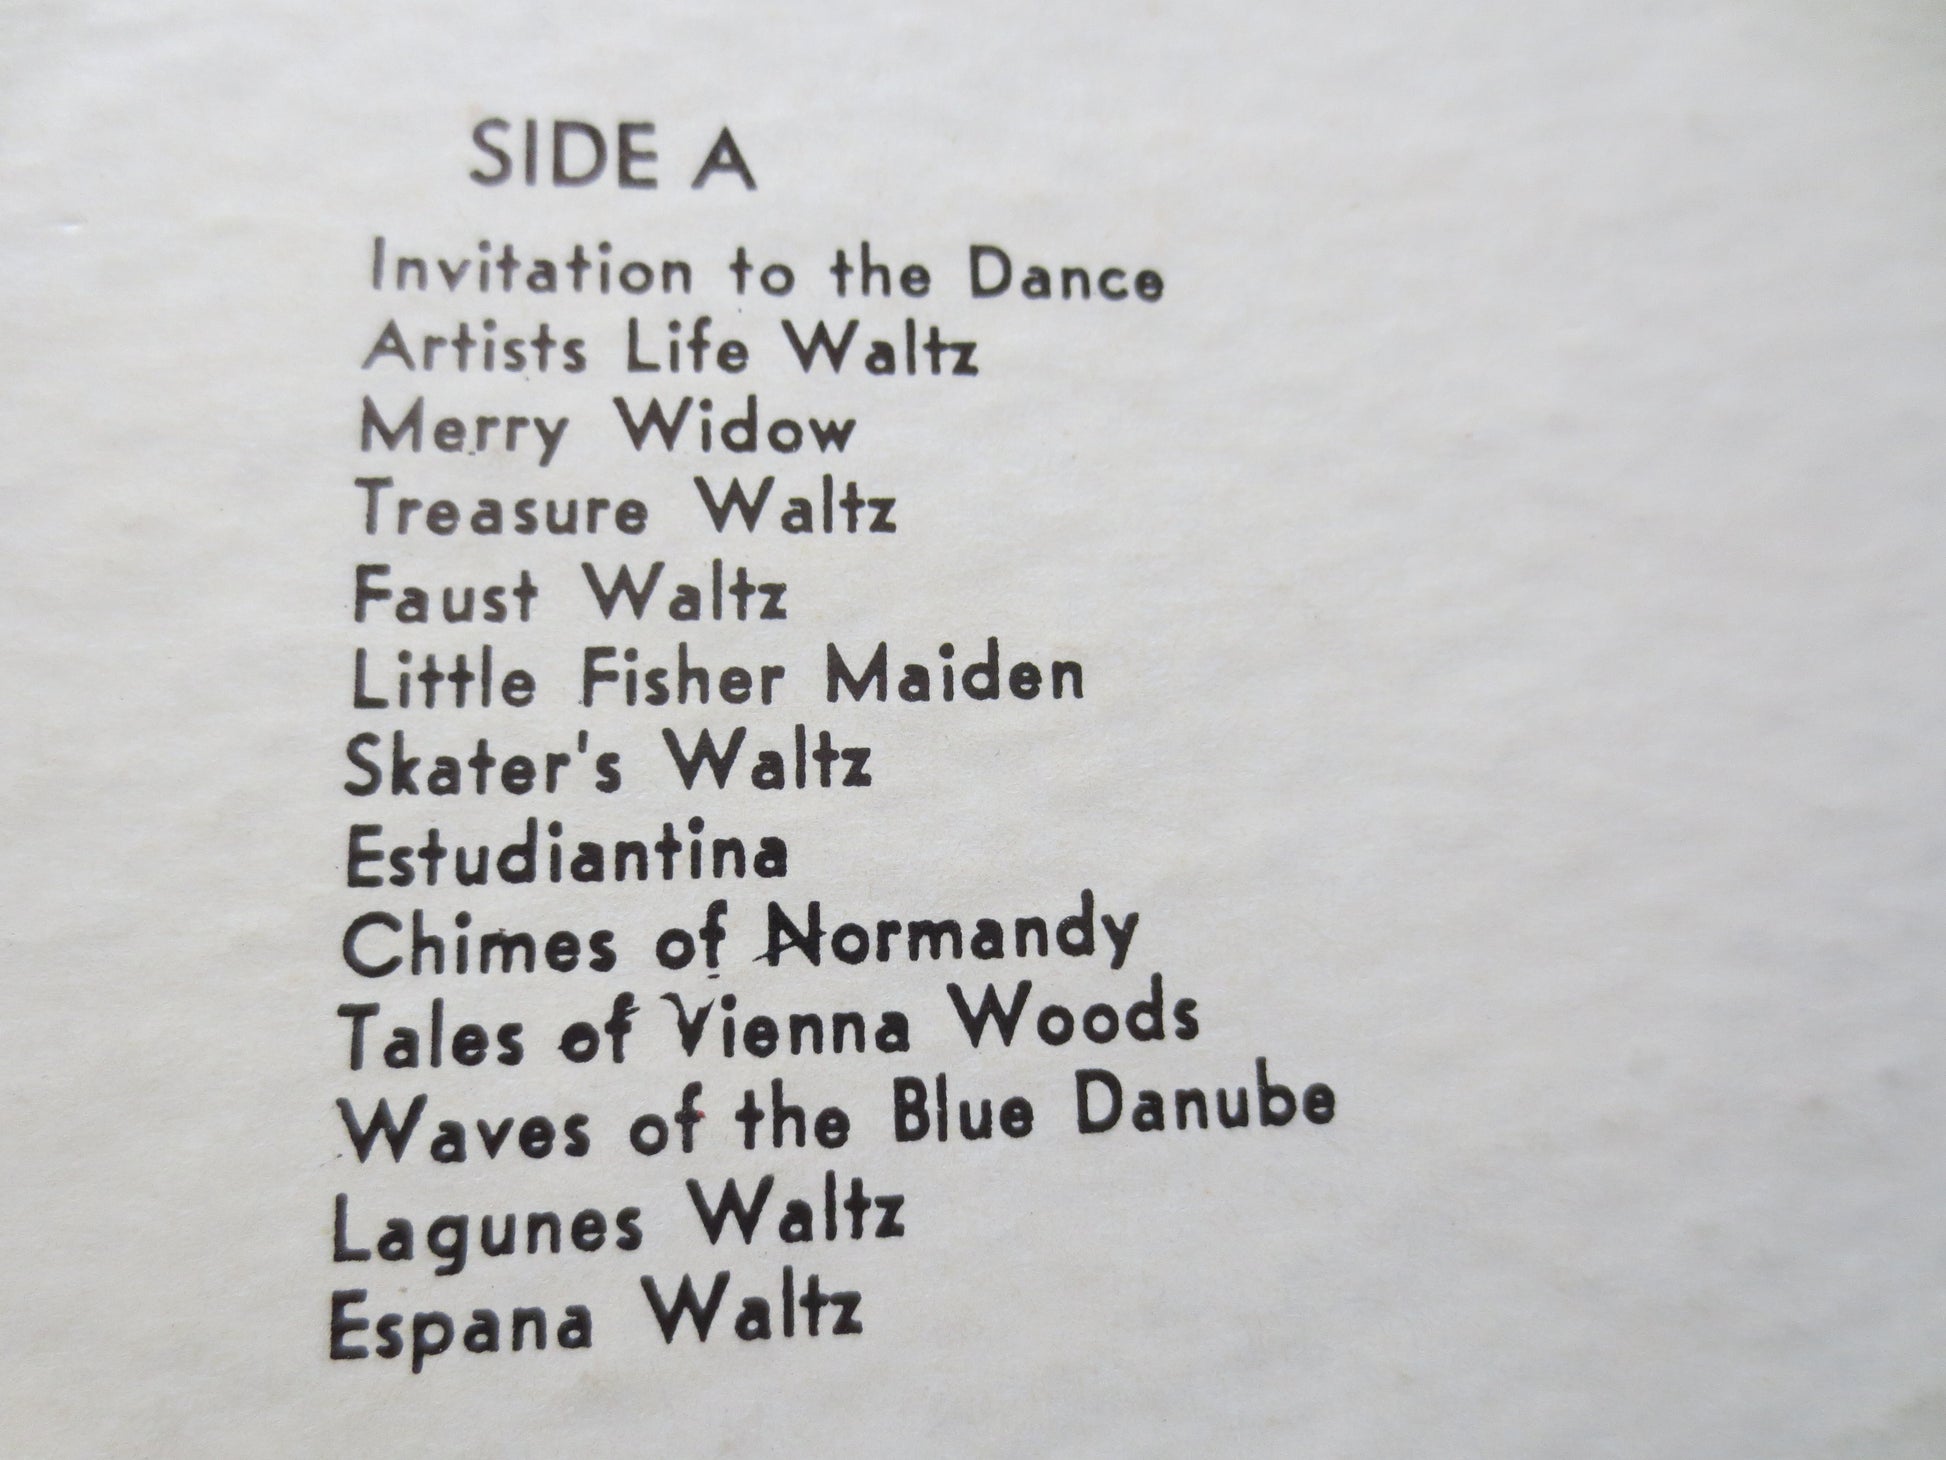 SIDE A
Invitation to the Dance
Artists Life Waltz
Merry Widow
Treasure Waltz
Faust Waltz
Little Fisher Maiden
Skater's Waltz
Estudiantina
Chimes of Normandy
Tales of Vienna Woods
Waves of the Blue Danube
Lagunes Waltz
Espana Waltz